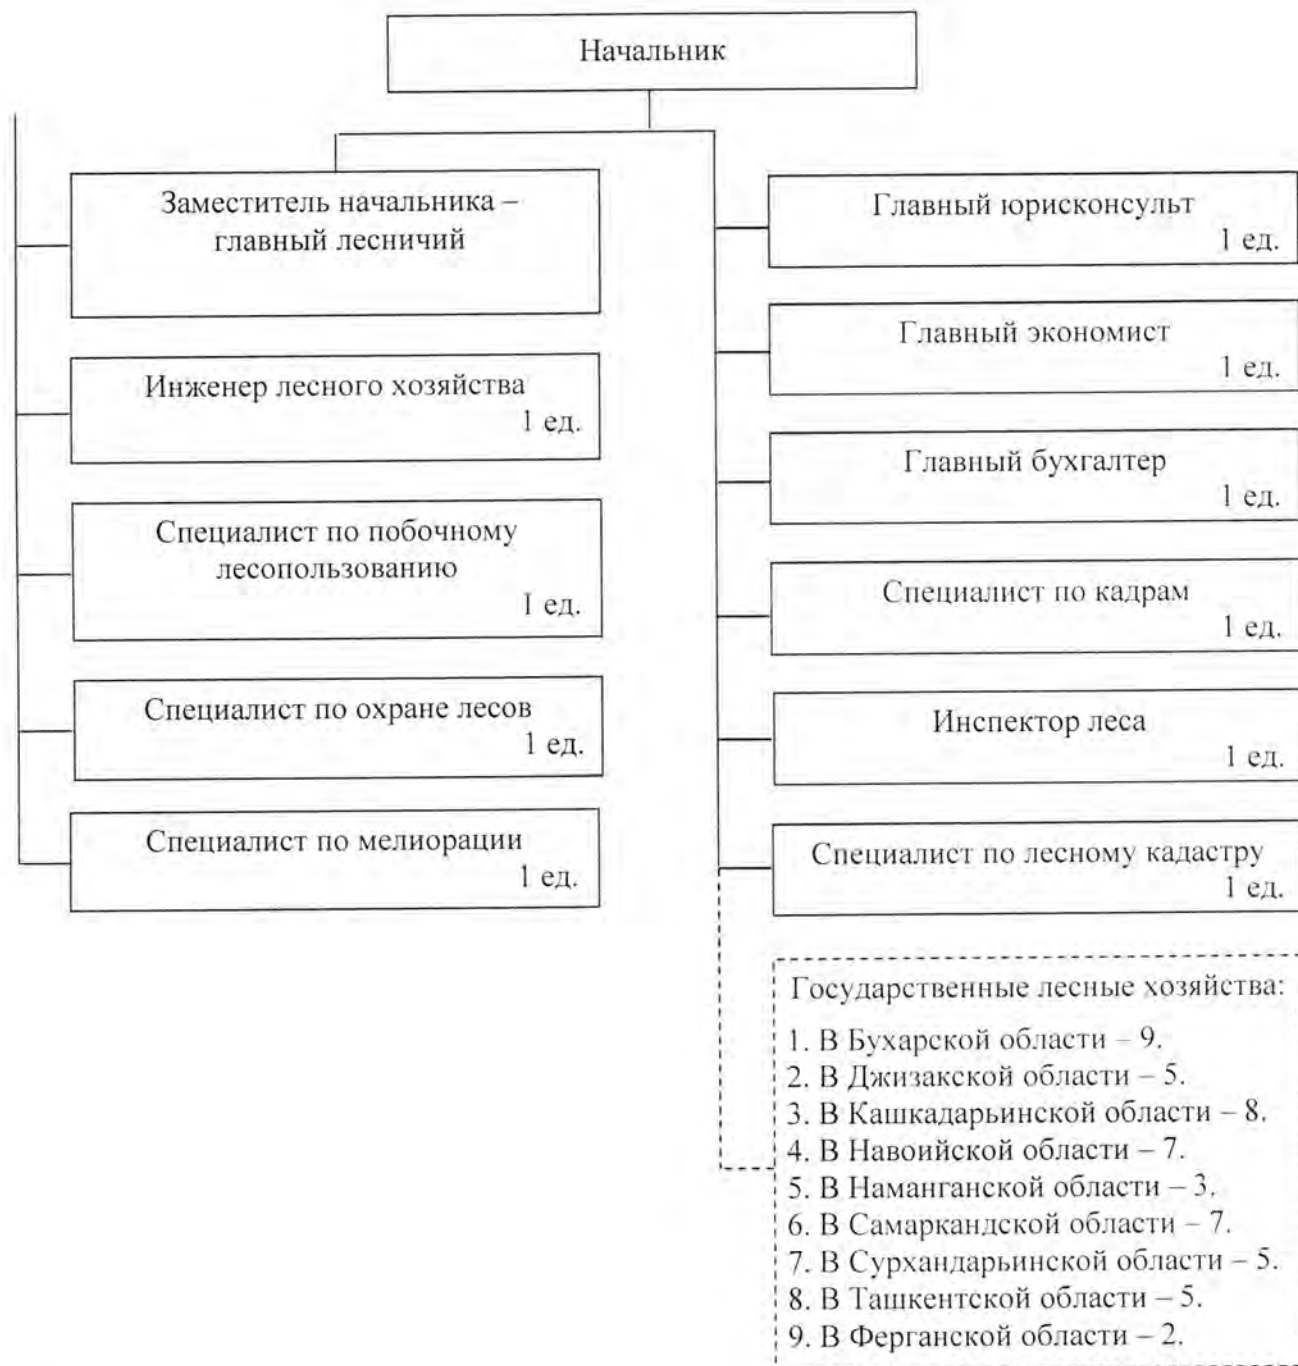 Начальник
Заместитель начальника –
главный лесничий
Инженер лесного хозяйства
1 ед.
Специалист по побочному
лесопользованию
1 ед.
Специалист по охране лесов
1 ед.
Специалист по мелиорации
1 ед.
Главный юрисконсульт
1 ед.
Главный экономист
1 ед.
Главный бухгалтер
1 ед.
Специалист по кадрам
1 ед.
Инспектор леса
1 ед.
Специалист по лесному кадастру
1 ед.
Государственные лесные хозяйства:
1. В Бухарской области – 9.
2. В Джизакской области – 5.
3. В Кашкадарьинской области – 8.
4. В Навоийской области – 7.
5. В Наманганской области – 3.
6. В Самаркандской области – 7.
7. В Сурхандарьинской области – 5.
8. В Ташкентской области – 5.
9. В Ферганской области – 2.